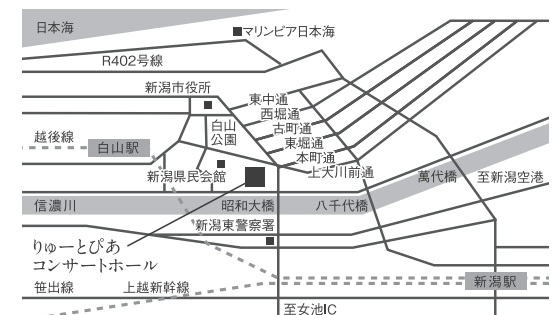 日本海
マリンピア日本海
R402号線
新潟市役所
東中通
西堀通
古町通
東堀通
本町通
上大川前通
白山
公園
越後線
白山駅
新潟県民会館
萬代橋
至新潟空港
信濃川
昭和大橋
八千代橋
新潟東警察署
りゅーとぴあ
コンサートホール
新潟駅
笹出線
上越新幹線
至女池IC